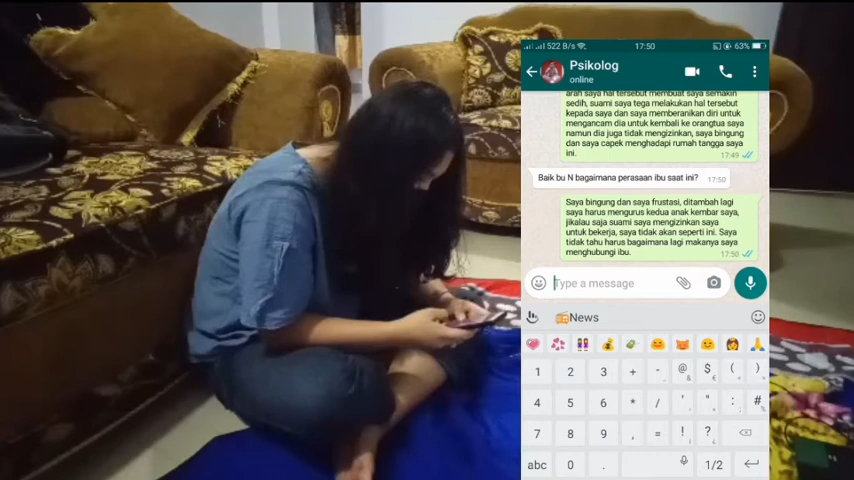 522 B/s 17:50 63%
Psikolog
online
arah saya hal tersebut membuat saya semakin
sedih, suami saya tega melakukan hal tersebut
kepada saya dan saya memberanikan diri untuk
mengancam dia untuk kembali ke orangtua saya
namun dia juga tidak mengizinkan, saya bingung
dan saya capek menghadapi rumah tangga saya
ini.
17:49
Baik bu N bagaimana perasaan ibu saat ini? 17:50
Saya bingung dan saya frustasi, ditambah lagi
saya harus mengurus kedua anak kembar saya,
jikalau saja suami saya mengizinkan saya
untuk bekerja, saya tidak akan seperti ini. Saya
tidak tahu harus bagaimana lagi makanya saya
menghubungi ibu.
17:50
Type a message
News
1 2 3 + - _ @ & $ € ( < ) >
4 5 6 * / ' " : ; # %
7 8 9 , = ! ¡ ? ¿
abc 0 . 1/2